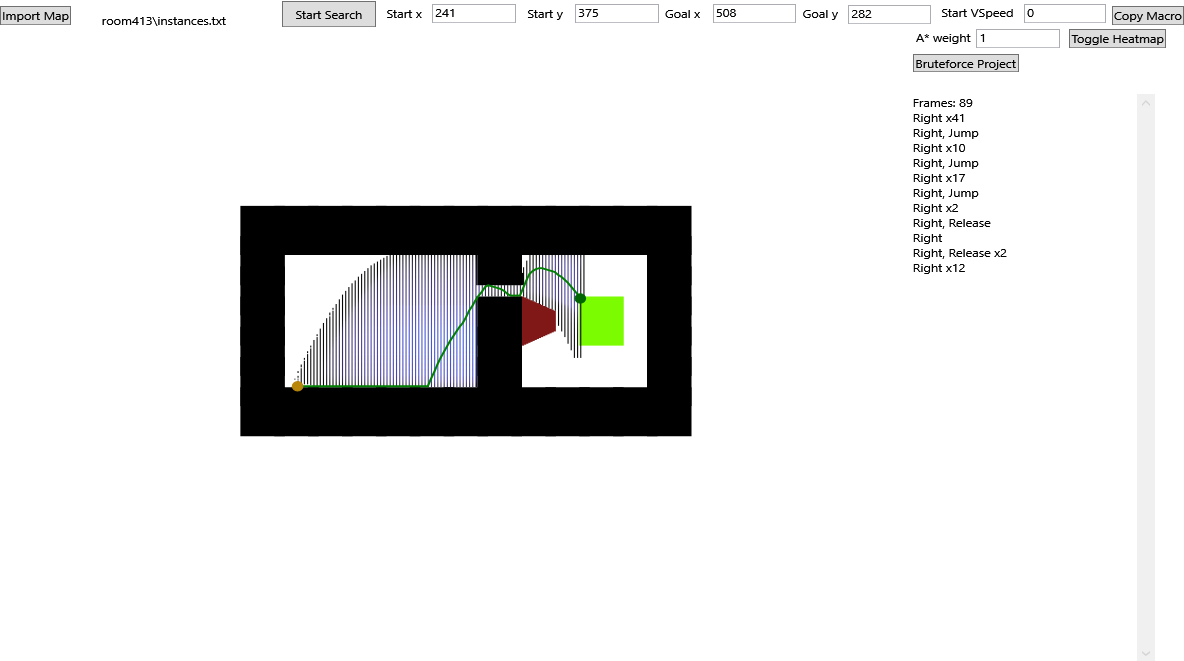 Import Map
room413\instances.txt
Start Search
Start x 241
Start y 375
Goal x 508
Goal y 282
Start VSpeed 0
Copy Macro
A* weight 1
Toggle Heatmap
Bruteforce Project
Frames: 89
Right x41
Right, Jump
Right x10
Right, Jump
Right x17
Right, Jump
Right x2
Right, Release
Right
Right, Release x2
Right x12